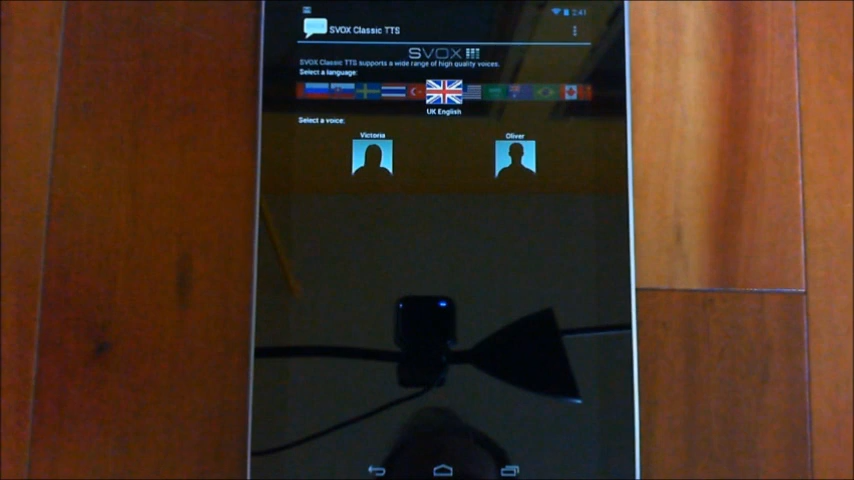 2:41
SVOX Classic TTS
SVOX
SVOX Classic TTS supports a wide range of high quality voices.
Select a language:
UK English
Select a voice:
Victoria
Oliver